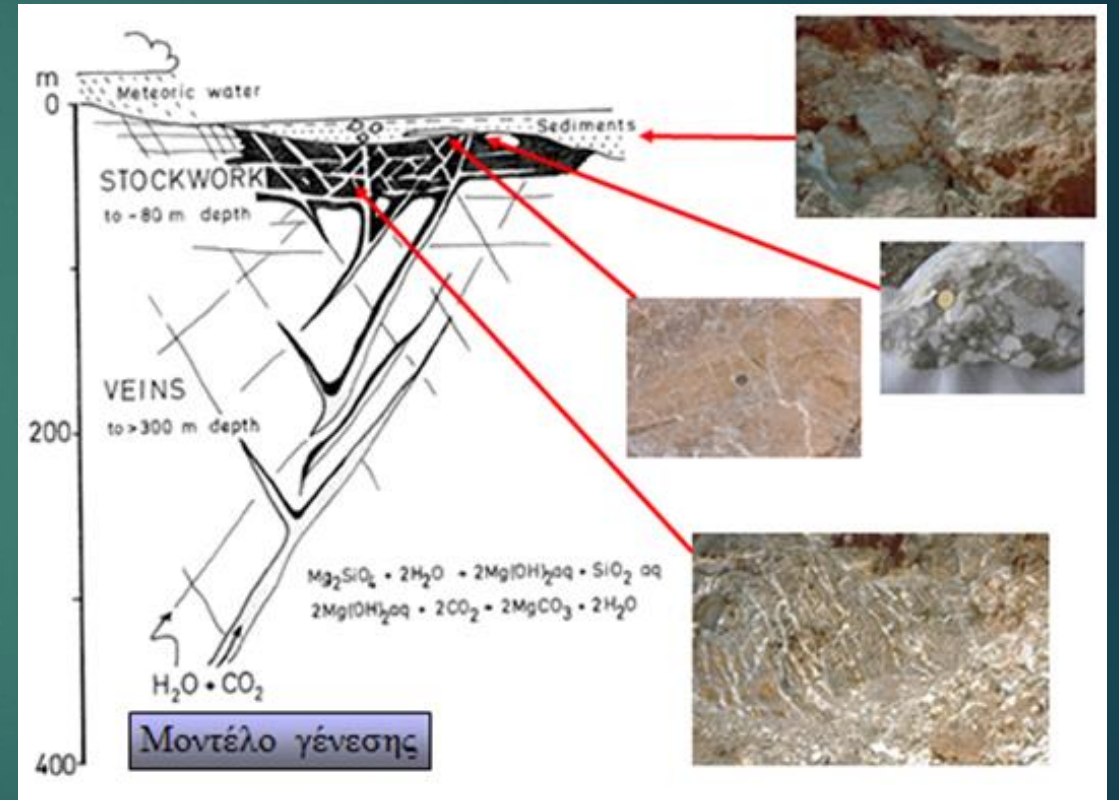 m
0
Meteoric water
Sediments
STOCKWORK
to ~80 m depth
VEINS
to >300 m depth
200
Mg₂SiO₄ + 2H₂O → 2Mg(OH)₂aq + SiO₂ aq
2Mg(OH)₂aq + 2CO₂ → 2MgCO₃ + 2H₂O
H₂O + CO₂
Μοντέλο γένεσης
400